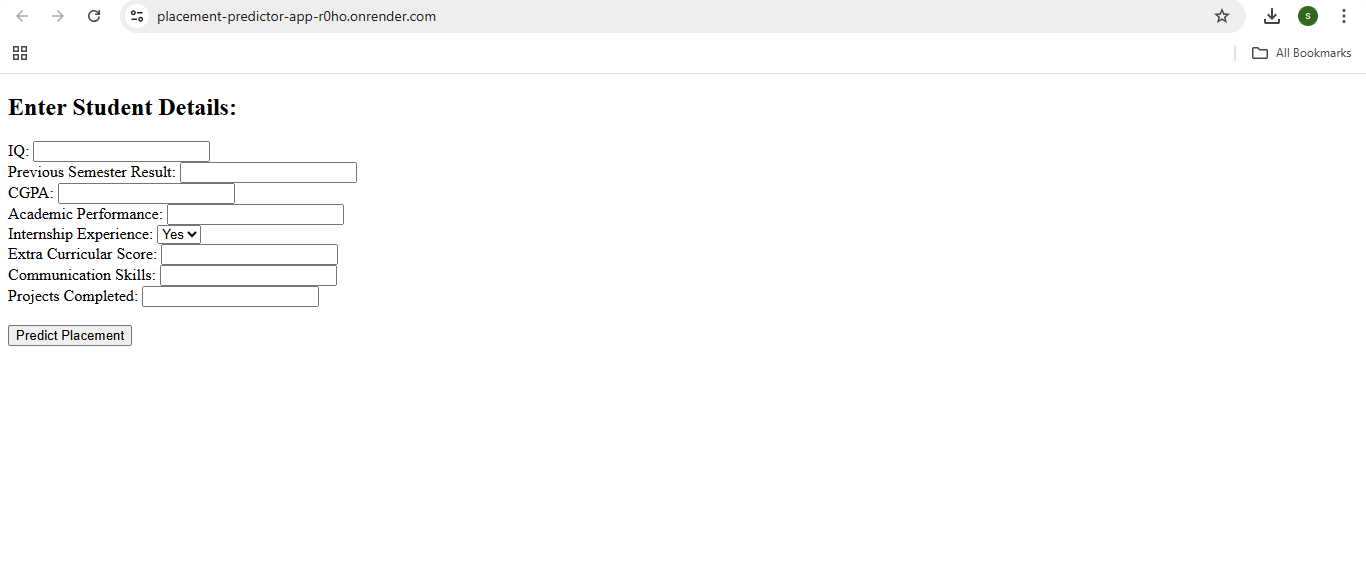 placement-predictor-app-r0ho.onrender.com
s
All Bookmarks
Enter Student Details:
IQ:
Previous Semester Result:
CGPA:
Academic Performance:
Internship Experience: Yes
Extra Curricular Score:
Communication Skills:
Projects Completed:
Predict Placement